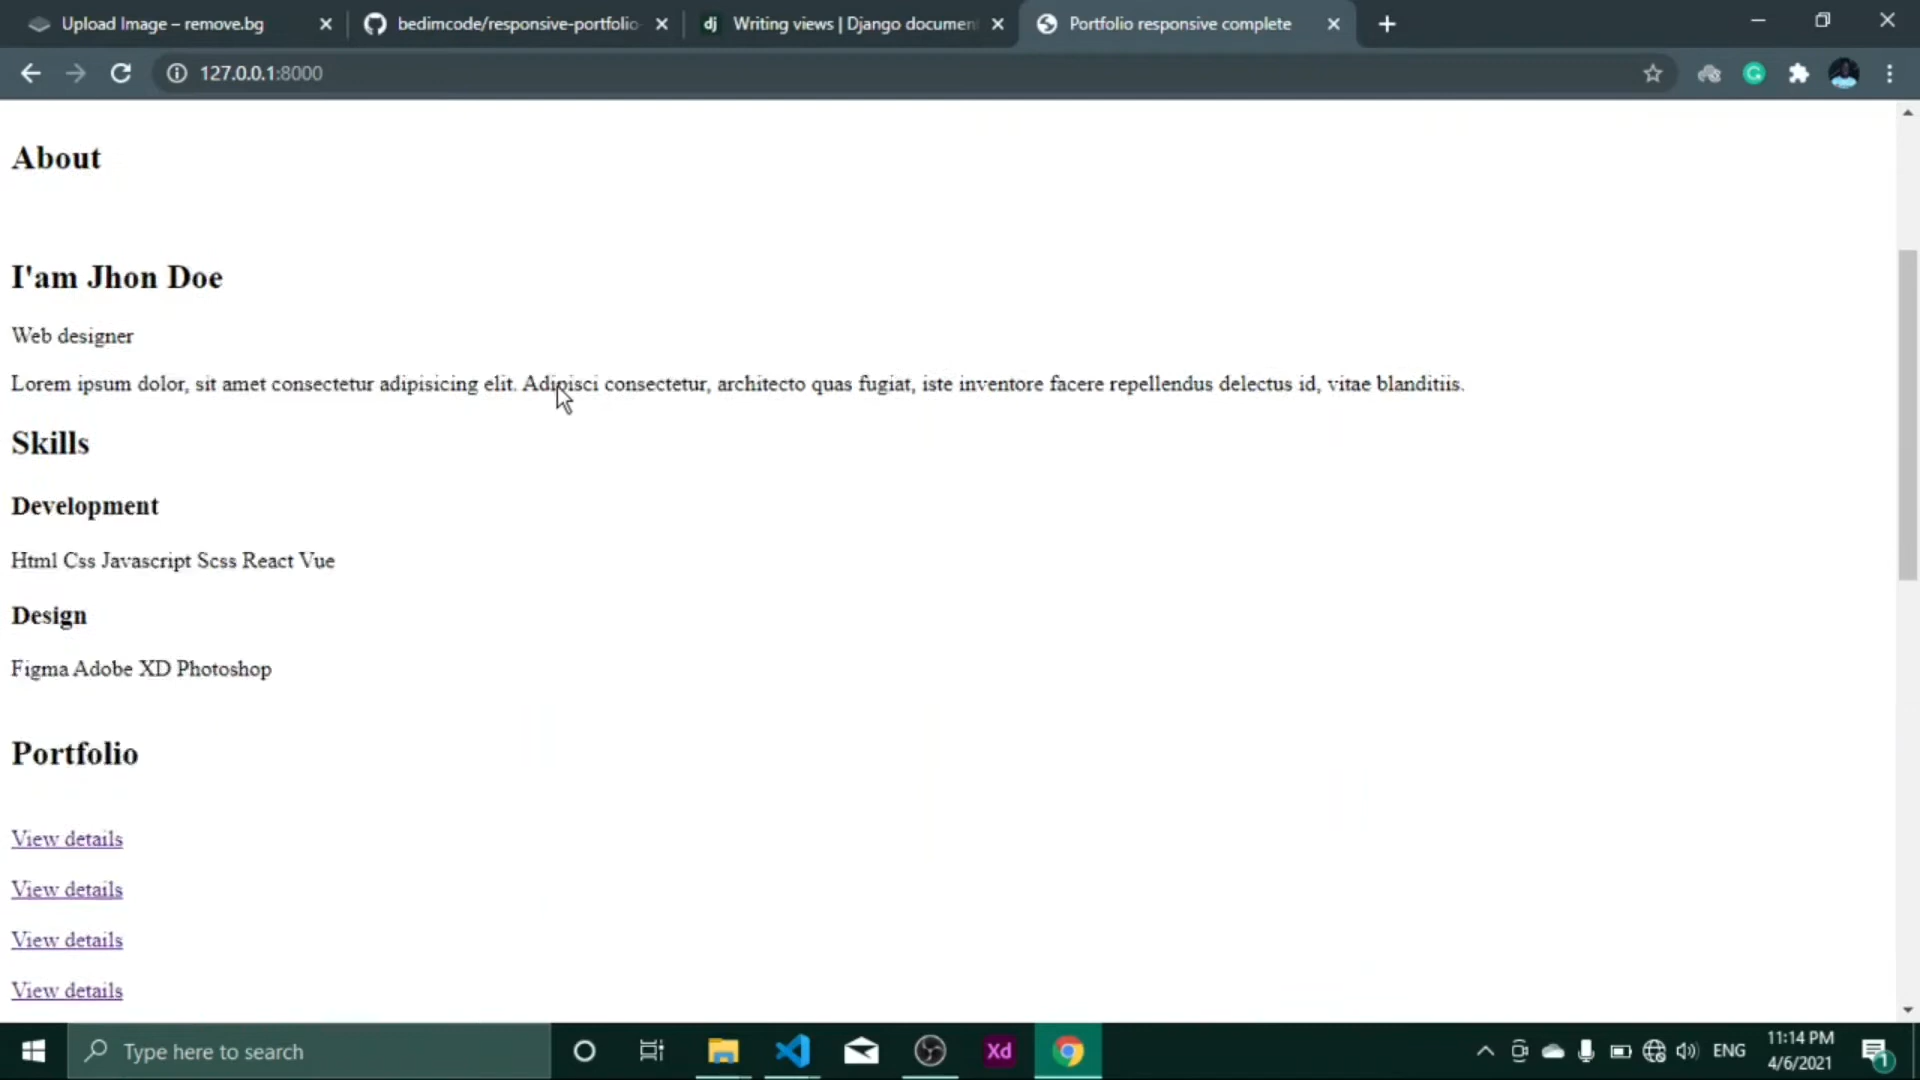 Upload Image – remove.bg
bedimcode/responsive-portfolio-
dj Writing views | Django documen
Portfolio responsive complete
127.0.0.1:8000
About
I'am Jhon Doe
Web designer
Lorem ipsum dolor, sit amet consectetur adipisicing elit. Adipisci consectetur, architecto quas fugiat, iste inventore facere repellendus delectus id, vitae blanditiis.
Skills
Development
Html Css Javascript Scss React Vue
Design
Figma Adobe XD Photoshop
Portfolio
View details
View details
View details
View details
Type here to search
Xd
ENG
11:14 PM
4/6/2021
1